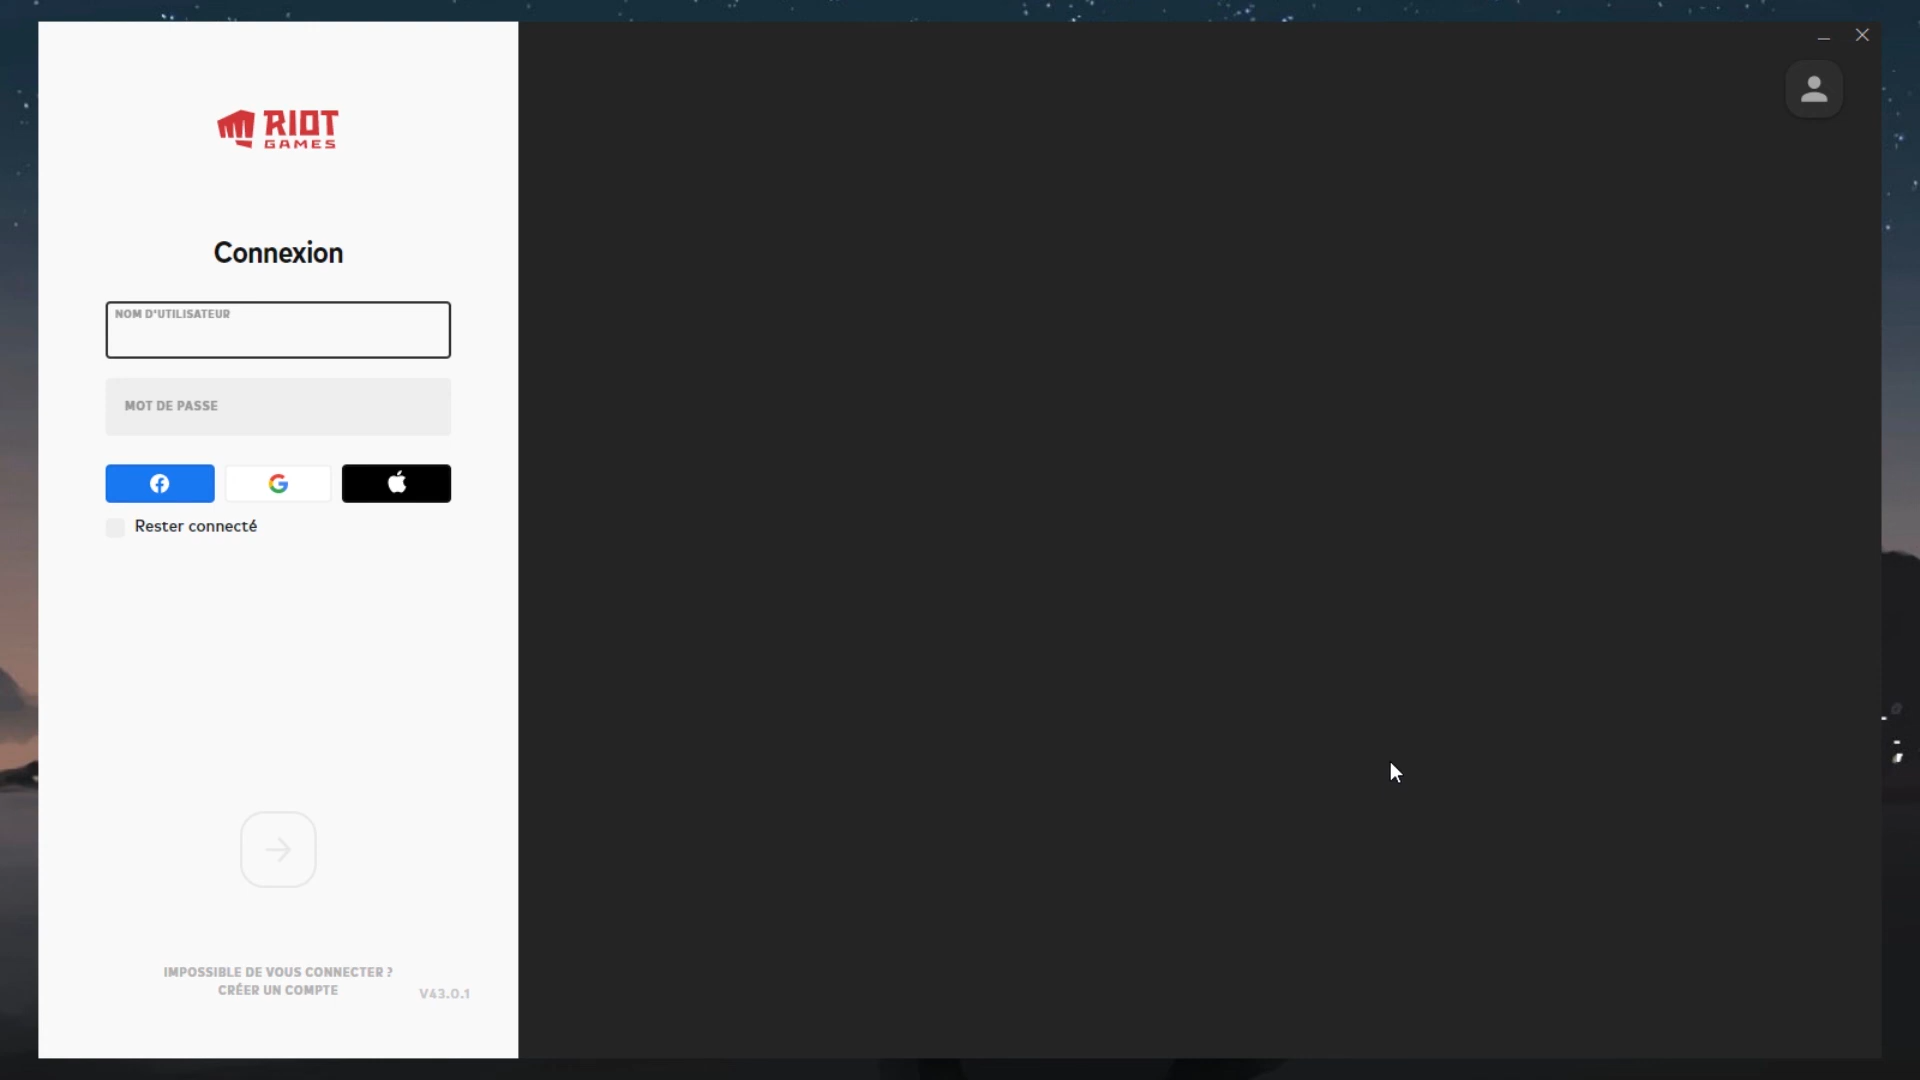 RIOT
GAMES
Connexion
NOM D'UTILISATEUR
MOT DE PASSE
Rester connecté
IMPOSSIBLE DE VOUS CONNECTER ?
CRÉER UN COMPTE
V43.0.1